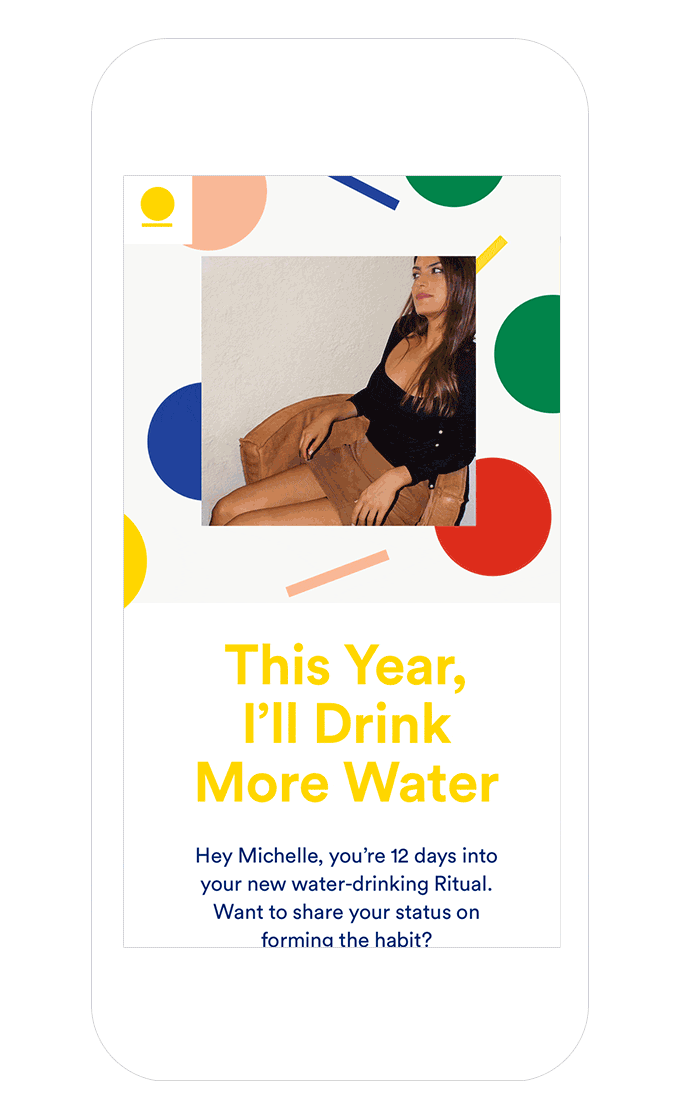 This Year,
I’ll Drink
More Water
Hey Michelle, you’re 12 days into
your new water-drinking Ritual.
Want to share your status on
forming the habit?